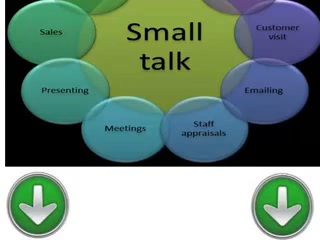 Small
talk
Sales
Customer
visit
Presenting
Emailing
Meetings
Staff
appraisals